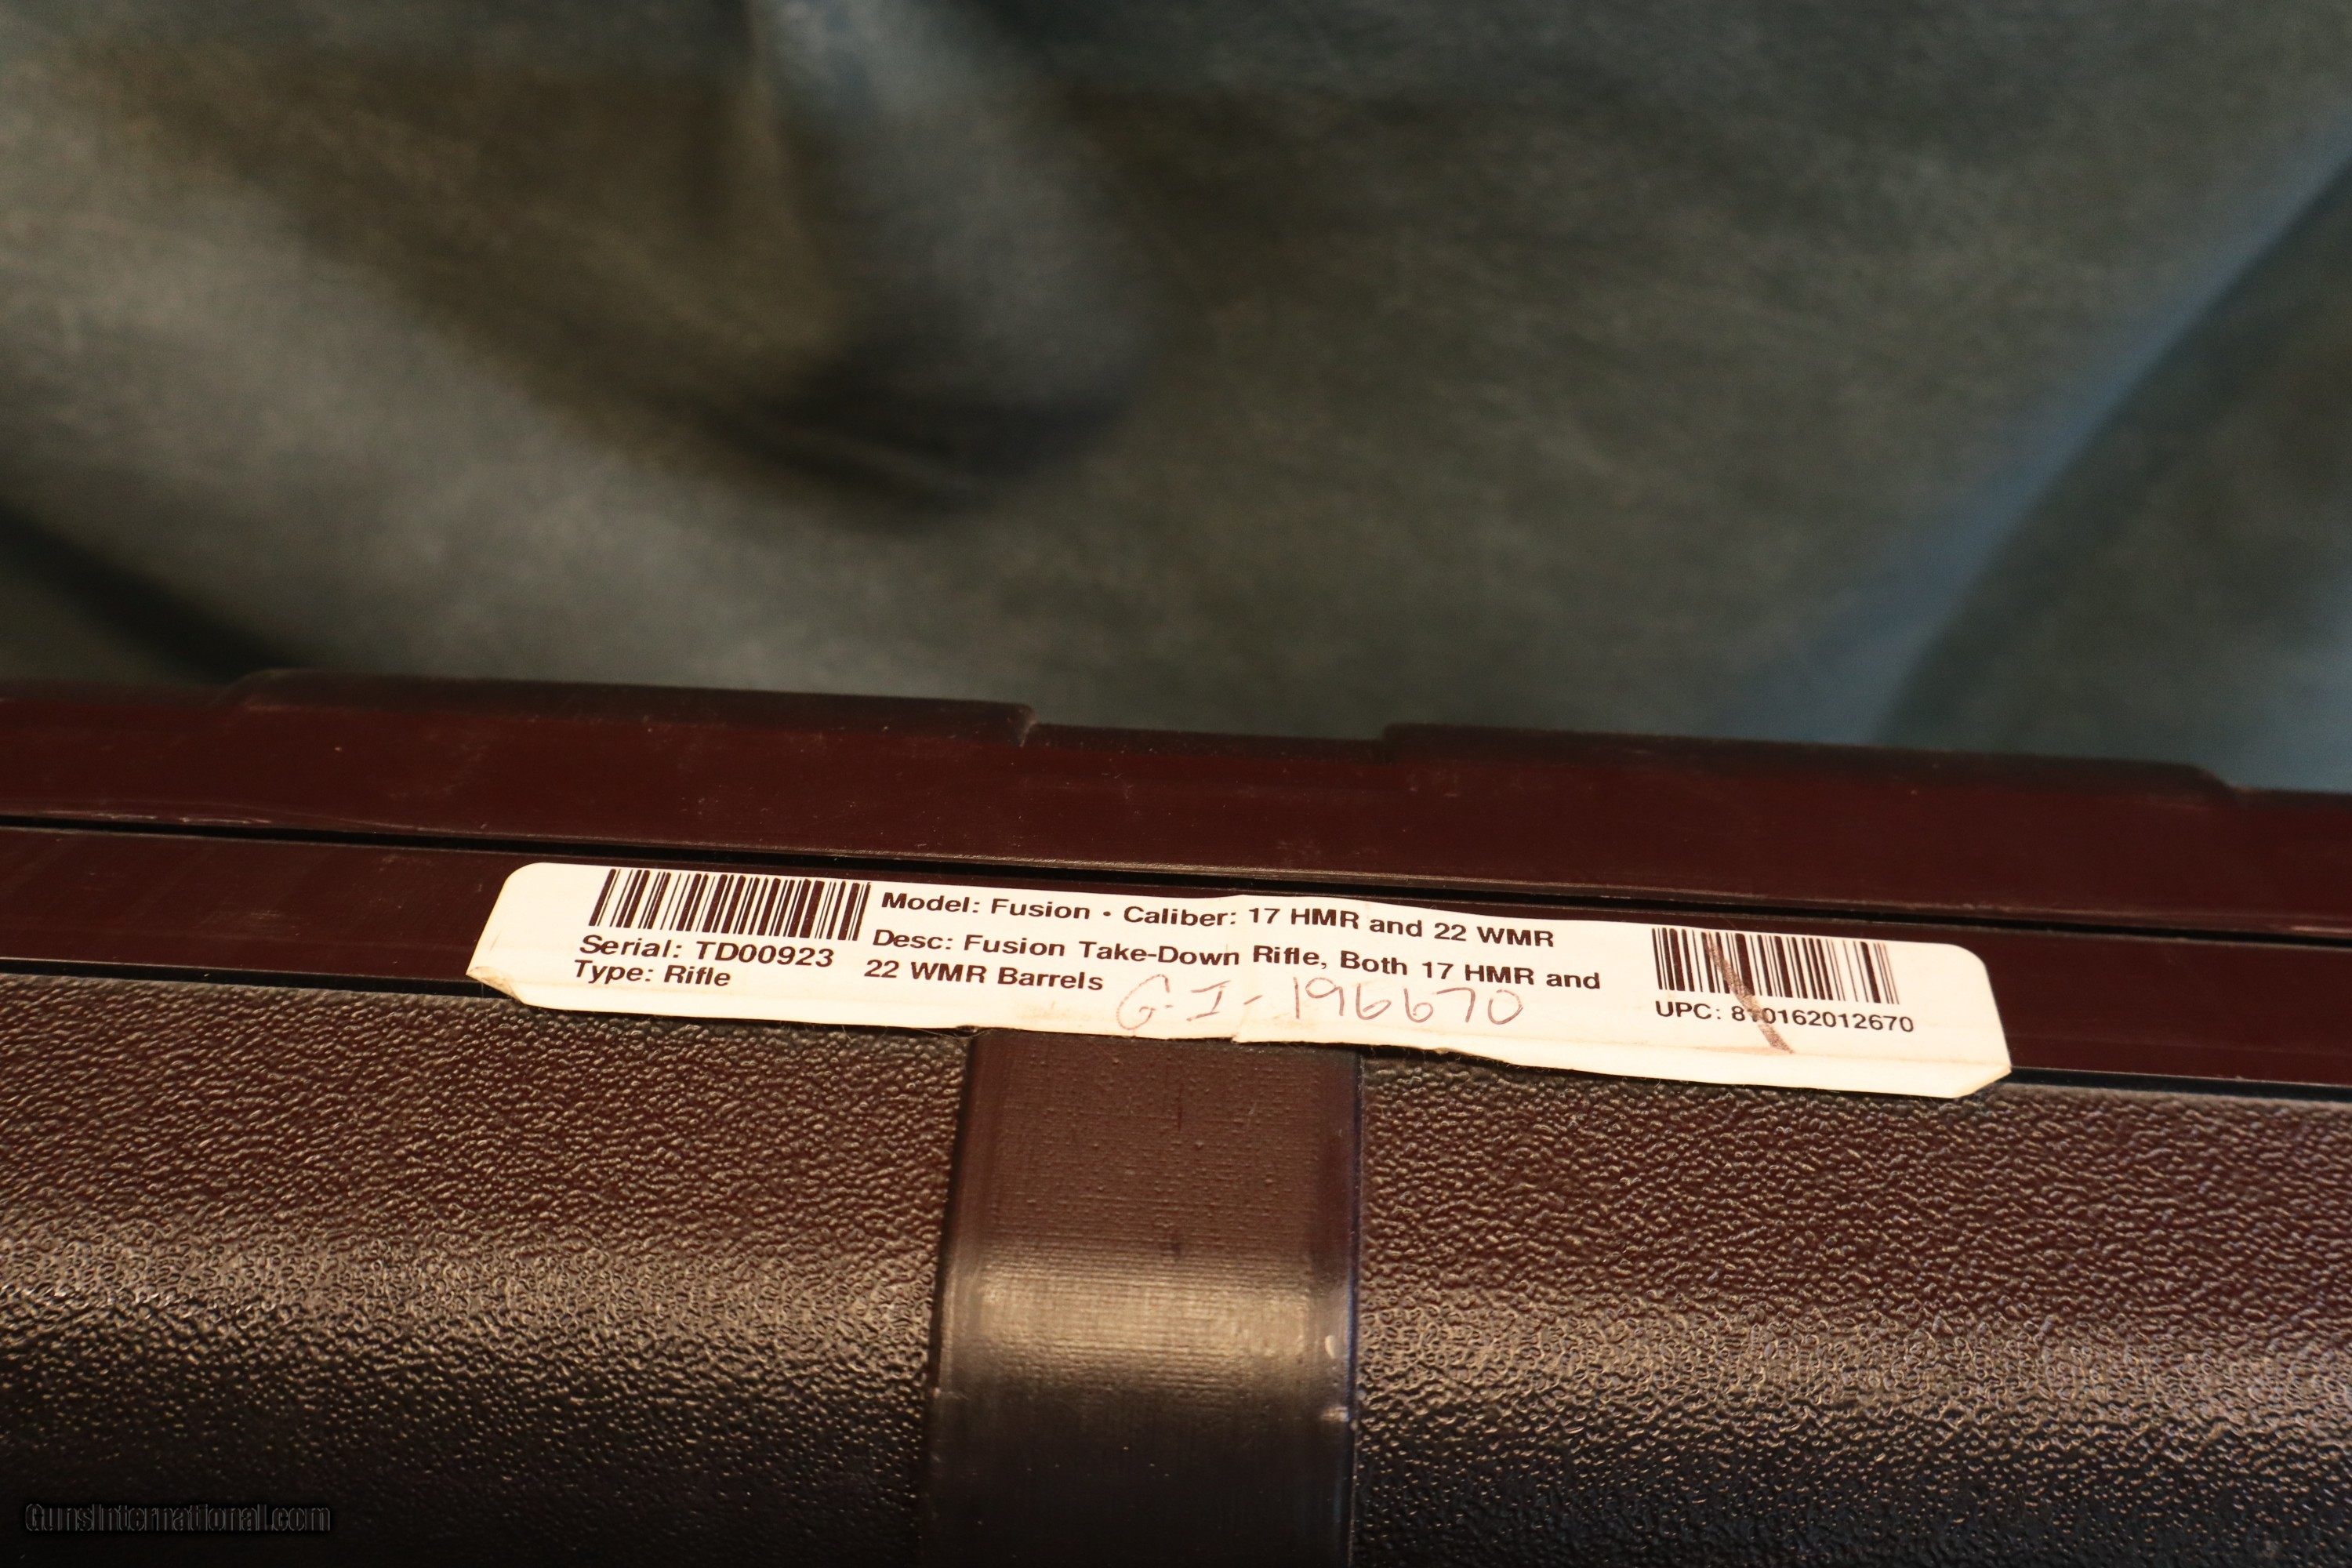 Model: Fusion • Caliber: 17 HMR and 22 WMR
Serial: TD00923
Type: Rifle
Desc: Fusion Take-Down Rifle, Both 17 HMR and
22 WMR Barrels
G-I-196670
UPC: 810162012670
GunsInternational.com